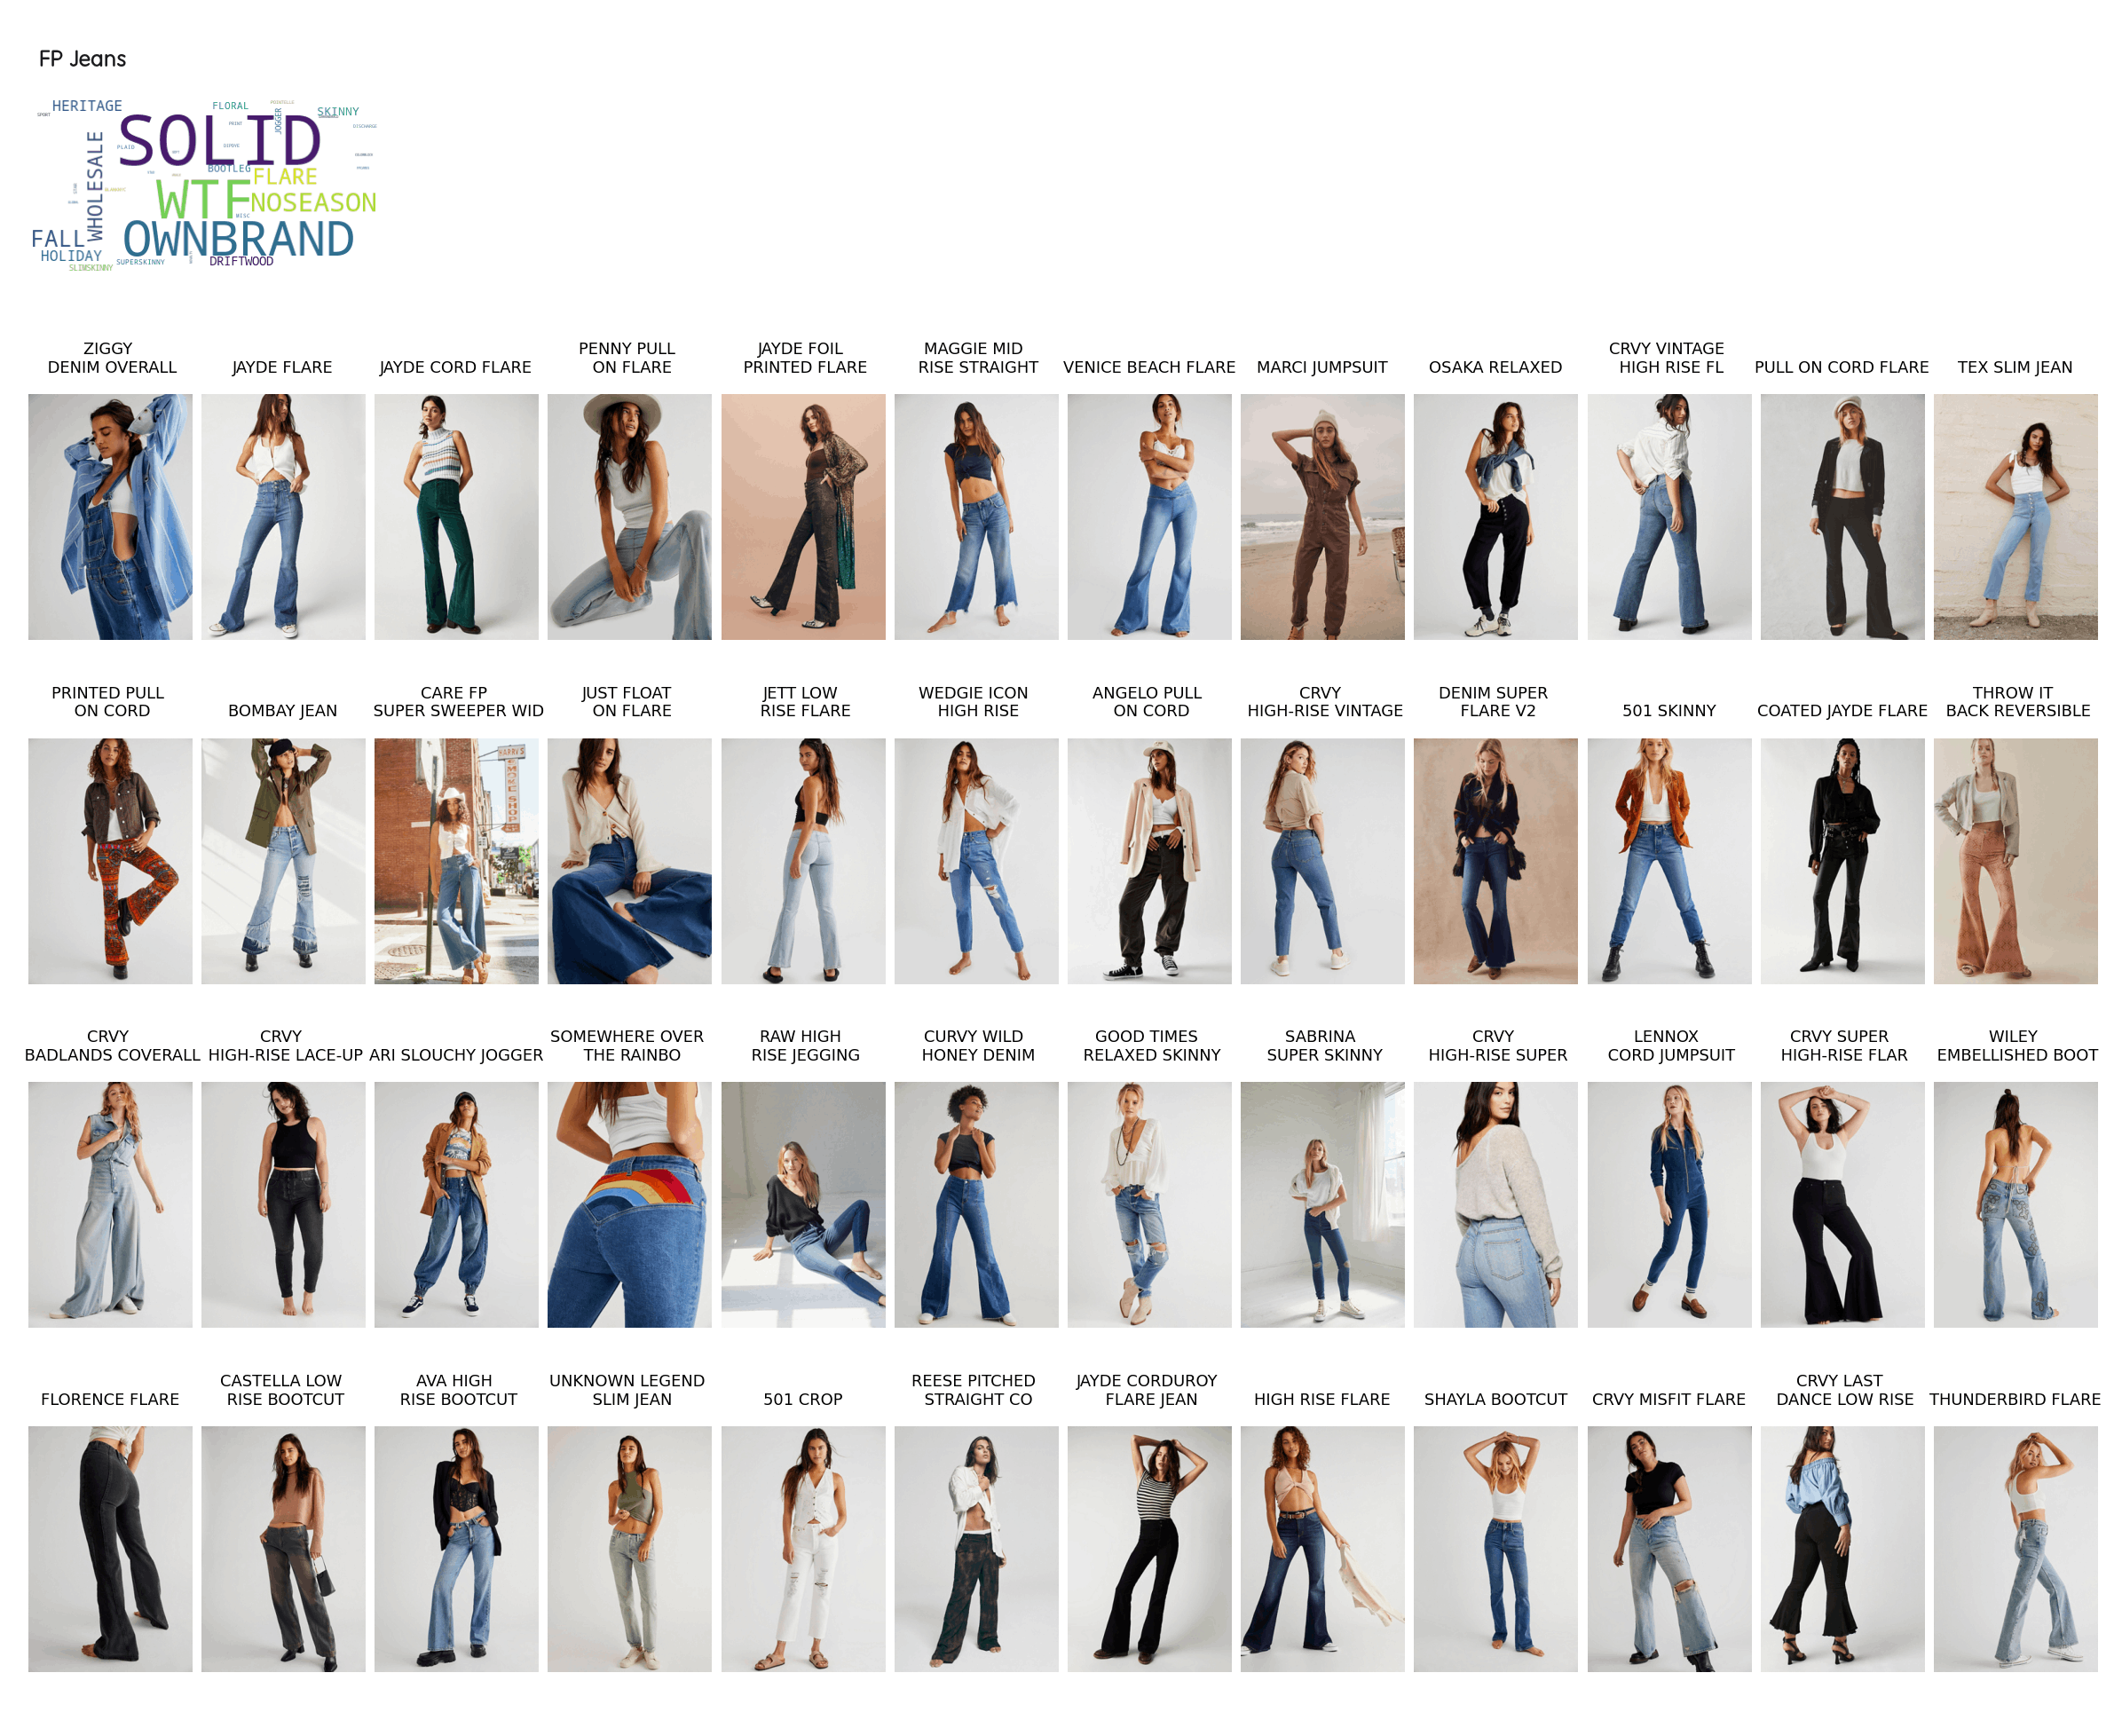 FP Jeans
HERITAGE
FLORAL
SKINNY
SPORT
JOGGER
PRINT
DISCHARGE
SOLID
WHOLESALE
PLAID
DIPDYE
BOOTLEG
FLARE
WTF
NOSEASON
MISC
OWNBRAND
FALL
HOLIDAY
SLIMSKINNY
SUPERSKINNY
DRIFTWOOD
ZIGGY
DENIM OVERALL
JAYDE FLARE
JAYDE CORD FLARE
PENNY PULL
ON FLARE
JAYDE FOIL
PRINTED FLARE
MAGGIE MID
RISE STRAIGHT
VENICE BEACH FLARE
MARCI JUMPSUIT
OSAKA RELAXED
CRVY VINTAGE
HIGH RISE FL
PULL ON CORD FLARE
TEX SLIM JEAN
PRINTED PULL
ON CORD
BOMBAY JEAN
CARE FP
SUPER SWEEPER WID
JUST FLOAT
ON FLARE
JETT LOW
RISE FLARE
WEDGIE ICON
HIGH RISE
ANGELO PULL
ON CORD
CRVY
HIGH-RISE VINTAGE
DENIM SUPER
FLARE V2
501 SKINNY
COATED JAYDE FLARE
THROW IT
BACK REVERSIBLE
SMOKE SHOP
CRVY
BADLANDS COVERALL
CRVY
HIGH-RISE LACE-UP
ARI SLOUCHY JOGGER
SOMEWHERE OVER
THE RAINBO
RAW HIGH
RISE JEGGING
CURVY WILD
HONEY DENIM
GOOD TIMES
RELAXED SKINNY
SABRINA
SUPER SKINNY
CRVY
HIGH-RISE SUPER
LENNOX
CORD JUMPSUIT
CRVY SUPER
HIGH-RISE FLAR
WILEY
EMBELLISHED BOOT
FLORENCE FLARE
CASTELLA LOW
RISE BOOTCUT
AVA HIGH
RISE BOOTCUT
UNKNOWN LEGEND
SLIM JEAN
501 CROP
REESE PITCHED
STRAIGHT CO
JAYDE CORDUROY
FLARE JEAN
HIGH RISE FLARE
SHAYLA BOOTCUT
CRVY MISFIT FLARE
CRVY LAST
DANCE LOW RISE
THUNDERBIRD FLARE